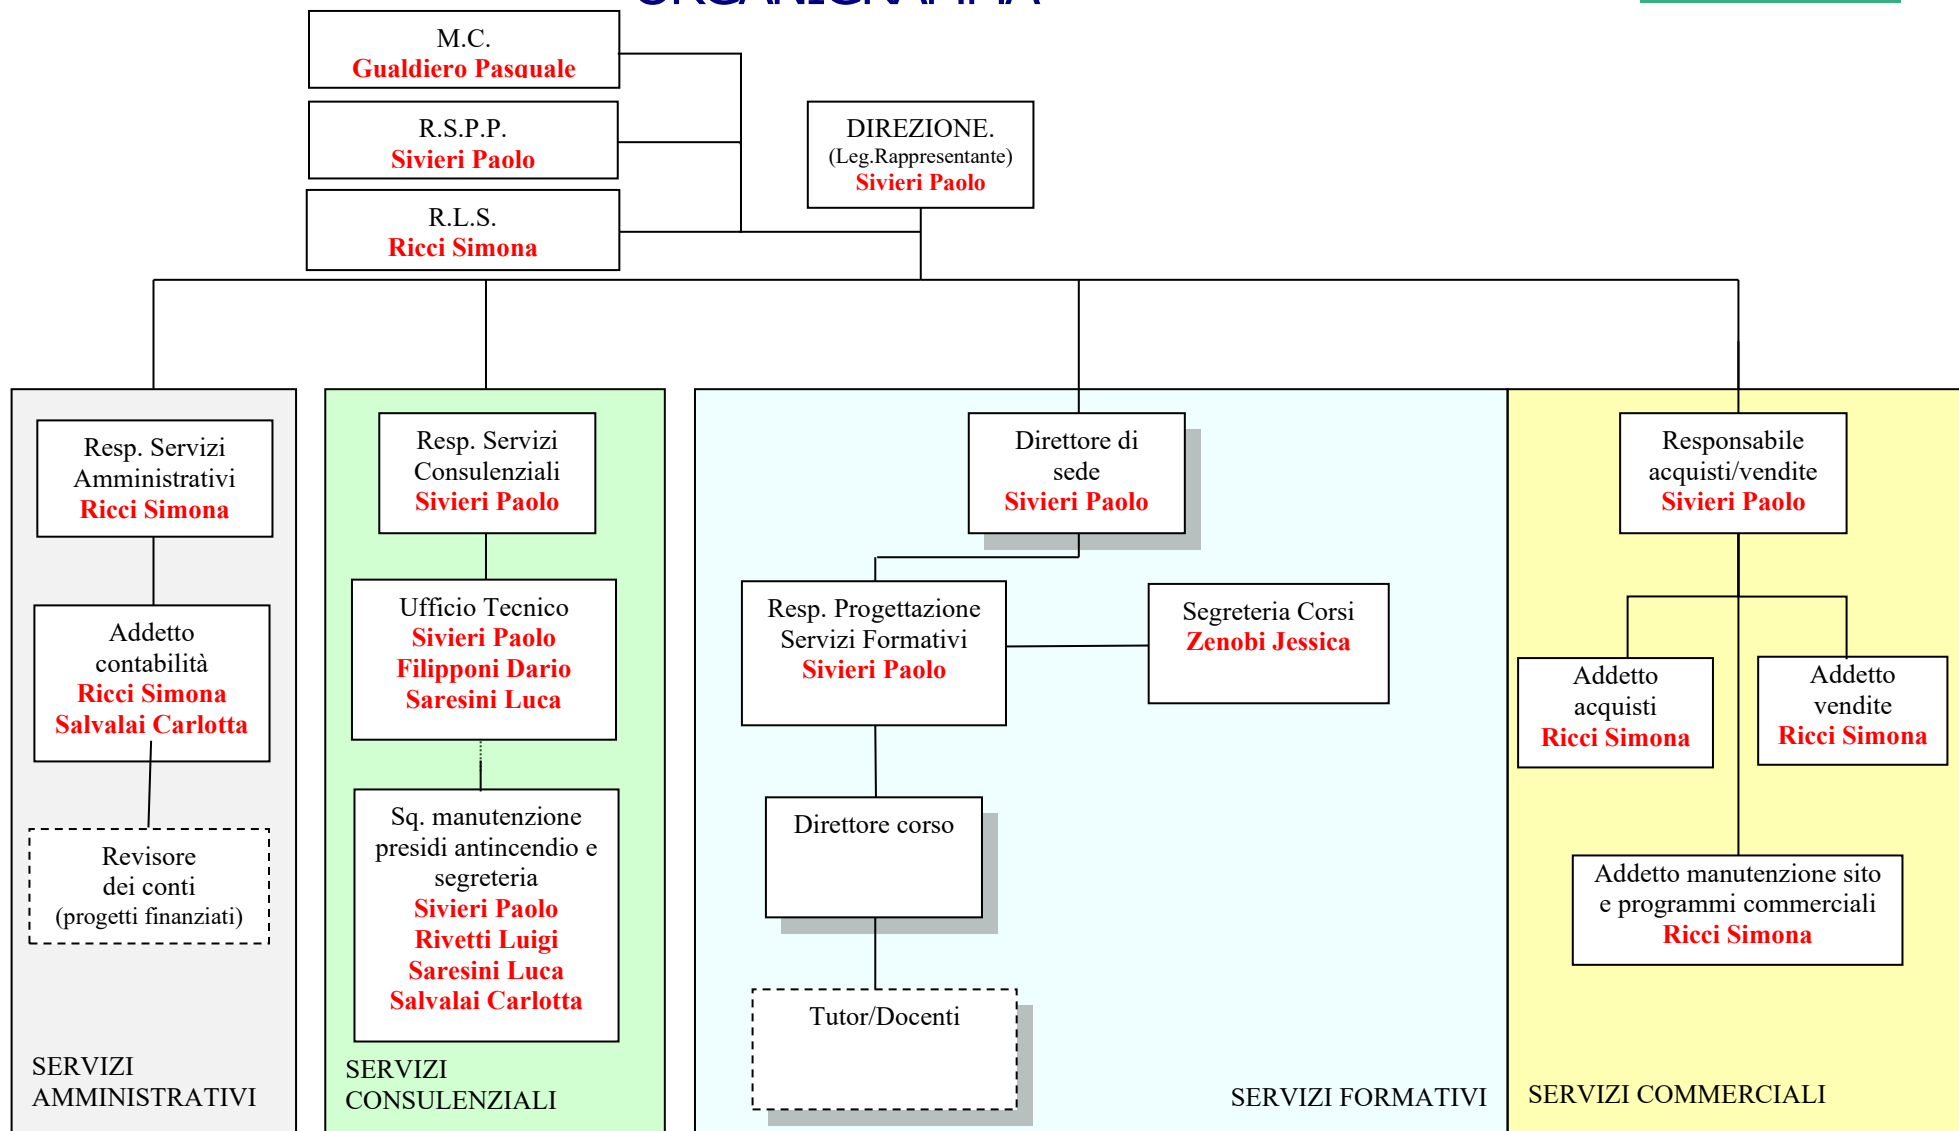 ORGANIGRAMMA
M.C.
Gualdiero Pasquale
R.S.P.P.
Sivieri Paolo
R.L.S.
Ricci Simona
DIREZIONE.
(Leg.Rappresentante)
Sivieri Paolo
Resp. Servizi
Amministrativi
Ricci Simona
Addetto
contabilità
Ricci Simona
Salvalai Carlotta
Revisore
dei conti
(progetti finanziati)
SERVIZI
AMMINISTRATIVI
Resp. Servizi
Consulenziali
Sivieri Paolo
Ufficio Tecnico
Sivieri Paolo
Filipponi Dario
Saresini Luca
Sq. manutenzione
presidi antincendio e
segreteria
Sivieri Paolo
Rivetti Luigi
Saresini Luca
Salvalai Carlotta
SERVIZI
CONSULENZIALI
Direttore di
sede
Sivieri Paolo
Resp. Progettazione
Servizi Formativi
Sivieri Paolo
Segreteria Corsi
Zenobi Jessica
Direttore corso
Tutor/Docenti
SERVIZI FORMATIVI
Responsabile
acquisti/vendite
Sivieri Paolo
Addetto
acquisti
Ricci Simona
Addetto
vendite
Ricci Simona
Addetto manutenzione sito
e programmi commerciali
Ricci Simona
SERVIZI COMMERCIALI